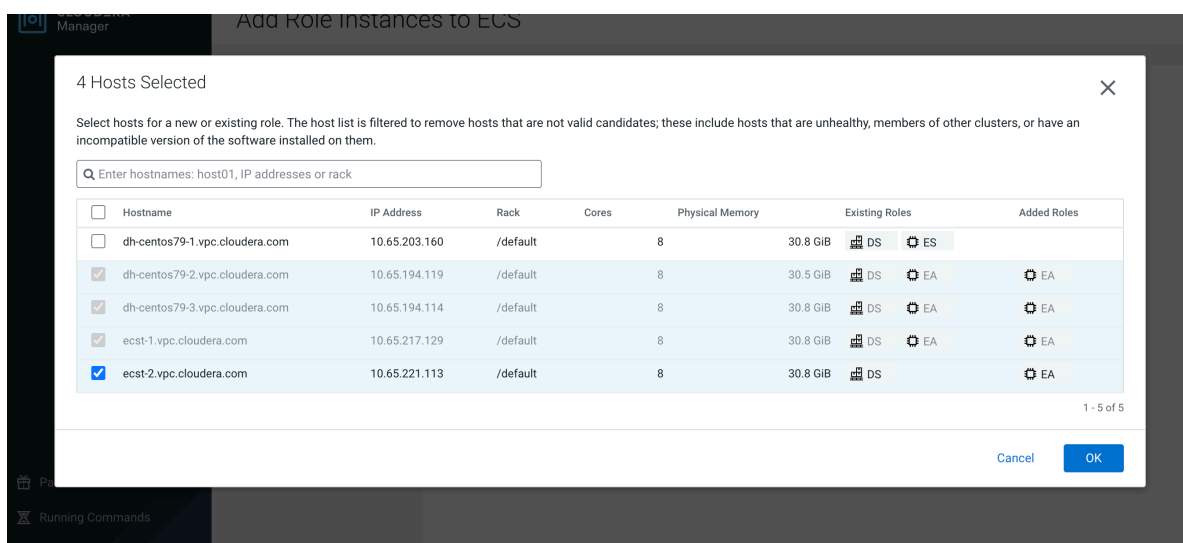 CLOUDERA
Manager
Add Role Instances to ECS
4 Hosts Selected
Select hosts for a new or existing role. The host list is filtered to remove hosts that are not valid candidates; these include hosts that are unhealthy, members of other clusters, or have an
incompatible version of the software installed on them.
Enter hostnames: host01, IP addresses or rack
Hostname IP Address Rack Cores Physical Memory Existing Roles Added Roles
dh-centos79-1.vpc.cloudera.com 10.65.203.160 /default 8 30.8 GiB DS ES
dh-centos79-2.vpc.cloudera.com 10.65.194.119 /default 8 30.5 GiB DS EA EA
dh-centos79-3.vpc.cloudera.com 10.65.194.114 /default 8 30.8 GiB DS EA EA
ecst-1.vpc.cloudera.com 10.65.217.129 /default 8 30.8 GiB DS EA EA
ecst-2.vpc.cloudera.com 10.65.221.113 /default 8 30.8 GiB DS EA
1 - 5 of 5
Cancel OK
Pa
Running Commands